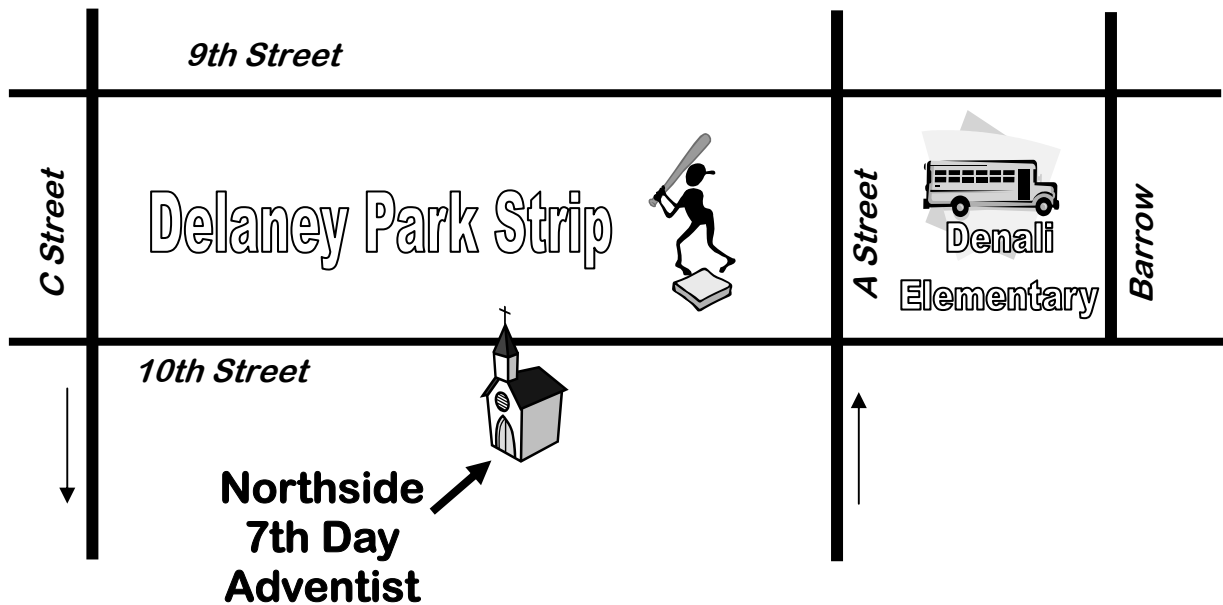 9th Street
C Street
Delaney Park Strip
A Street
Denali
Elementary
Barrow
10th Street
Northside
7th Day
Adventist